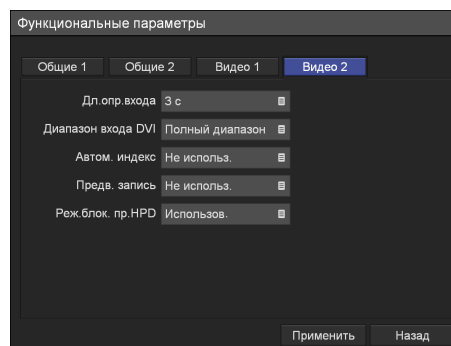 Функциональные параметры
Общие 1 Общие 2 Видео 1 Видео 2
Дл.опр.входа 3 с
Диапазон входа DVI Полный диапазон
Автом. индекс Не использ.
Предв. запись Не использ.
Реж.блок. пр.HPD Использов.
Применить Назад